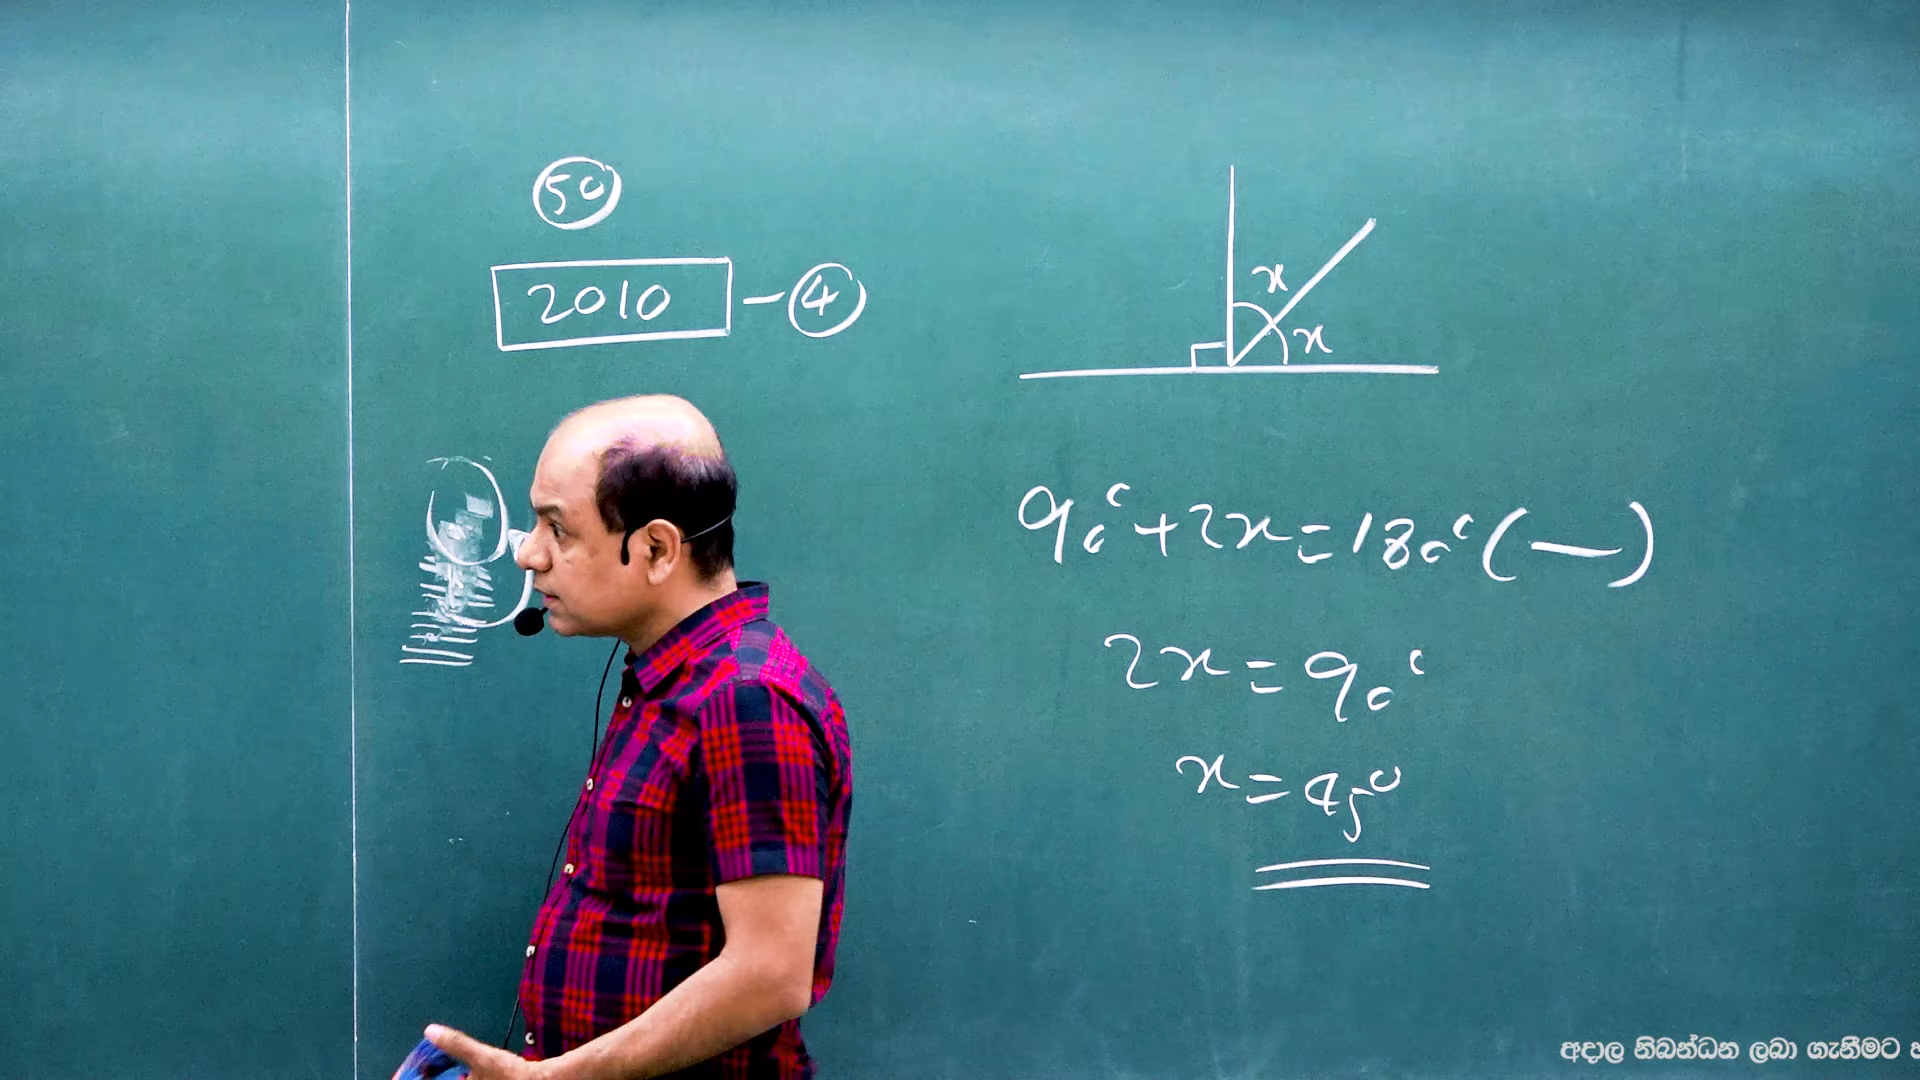 50
2010 - 4
x
x
90° + 2x = 180° ( — )
2x = 90°
x = 45°
අදාල නිබන්ධන ලබා ගැනීමට